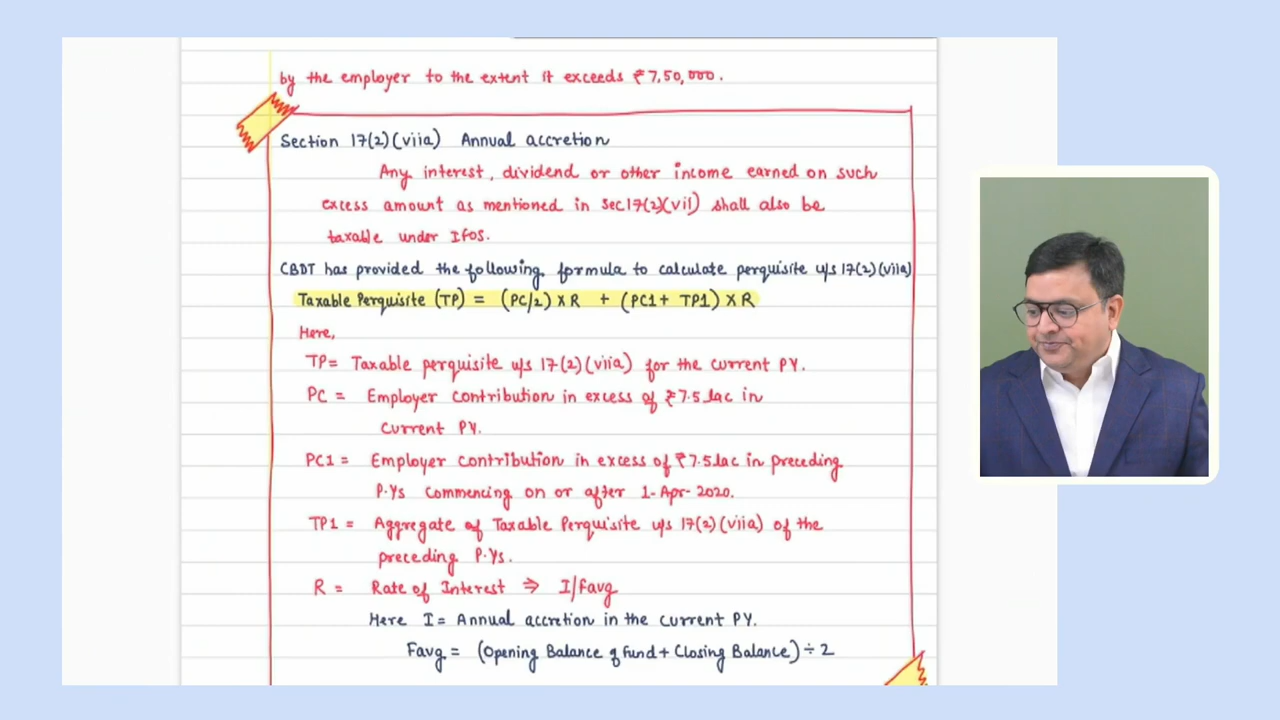 by the employer to the extent it exceeds ₹7,50,000.
Section 17(2)(viia) Annual accretion
Any interest, dividend or other income earned on such
excess amount as mentioned in Sec17(2)(vii) shall also be
taxable under IFOS.
CBDT has provided the following formula to calculate perquisite u/s 17(2)(viia)
Taxable Perquisite (TP) = (PC/2) X R + (PC1 + TP1) X R
Here,
TP = Taxable perquisite u/s 17(2)(viia) for the current PY.
PC = Employer contribution in excess of ₹7.5 lac in
current PY.
PC1 = Employer contribution in excess of ₹7.5 lac in preceding
P.Ys commencing on or after 1-Apr-2020.
TP1 = Aggregate of Taxable Perquisite u/s 17(2)(viia) of the
preceding P.Ys.
R = Rate of Interest ⇒ I/Favg
Here I = Annual accretion in the current PY.
Favg = (Opening Balance of fund + Closing Balance) ÷ 2